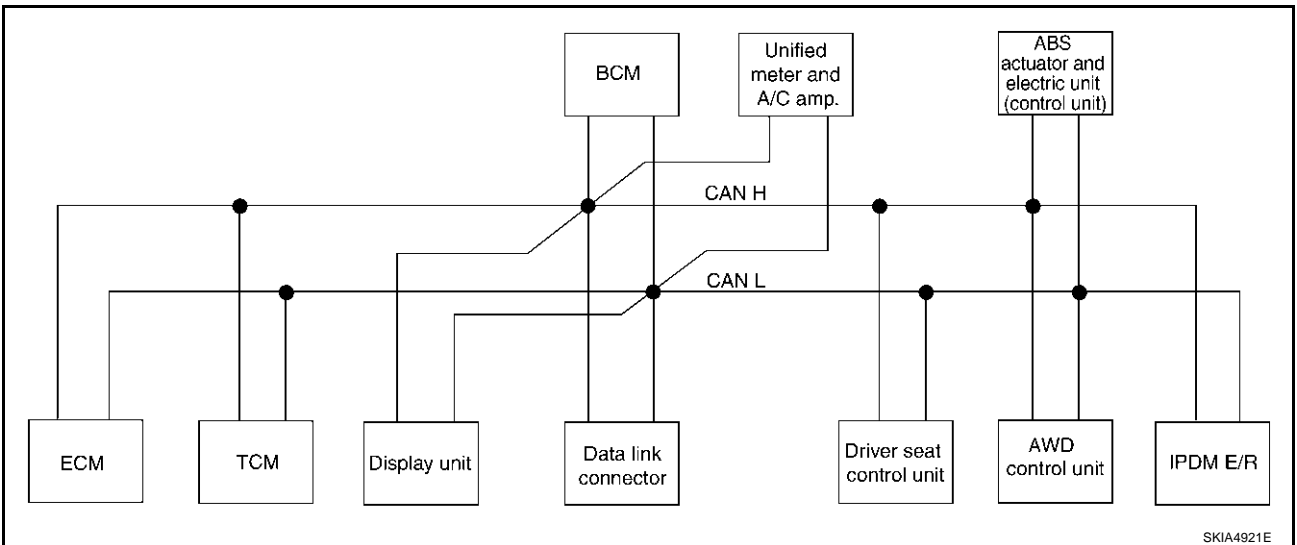 BCM
Unified
meter and
A/C amp.
ABS
actuator and
electric unit
(control unit)
CAN H
CAN L
ECM
TCM
Display unit
Data link
connector
Driver seat
control unit
AWD
control unit
IPDM E/R
SKIA4921E